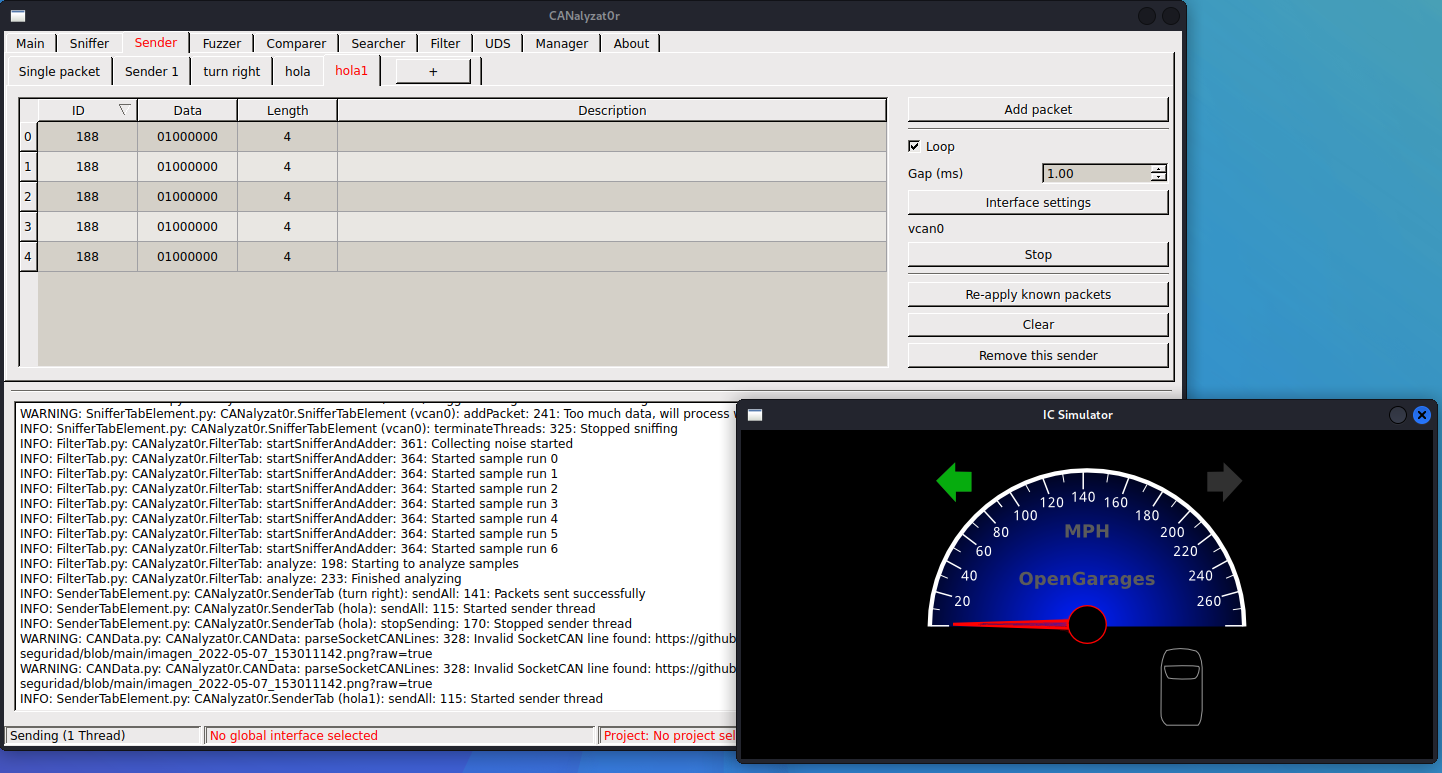 CANalyzat0r
Main Sniffer Sender Fuzzer Comparer Searcher Filter UDS Manager About
Single packet Sender 1 turn right hola hola1 +
ID Data Length Description
0 188 01000000 4
1 188 01000000 4
2 188 01000000 4
3 188 01000000 4
4 188 01000000 4
Add packet
Loop
Gap (ms) 1.00
Interface settings
vcan0
Stop
Re-apply known packets
Clear
Remove this sender
WARNING: SnifferTabElement.py: CANalyzat0r.SnifferTabElement (vcan0): addPacket: 241: Too much data, will process
INFO: SnifferTabElement.py: CANalyzat0r.SnifferTabElement (vcan0): terminateThreads: 325: Stopped sniffing
INFO: FilterTab.py: CANalyzat0r.FilterTab: startSnifferAndAdder: 361: Collecting noise started
INFO: FilterTab.py: CANalyzat0r.FilterTab: startSnifferAndAdder: 364: Started sample run 0
INFO: FilterTab.py: CANalyzat0r.FilterTab: startSnifferAndAdder: 364: Started sample run 1
INFO: FilterTab.py: CANalyzat0r.FilterTab: startSnifferAndAdder: 364: Started sample run 2
INFO: FilterTab.py: CANalyzat0r.FilterTab: startSnifferAndAdder: 364: Started sample run 3
INFO: FilterTab.py: CANalyzat0r.FilterTab: startSnifferAndAdder: 364: Started sample run 4
INFO: FilterTab.py: CANalyzat0r.FilterTab: startSnifferAndAdder: 364: Started sample run 5
INFO: FilterTab.py: CANalyzat0r.FilterTab: startSnifferAndAdder: 364: Started sample run 6
INFO: FilterTab.py: CANalyzat0r.FilterTab: analyze: 198: Starting to analyze samples
INFO: FilterTab.py: CANalyzat0r.FilterTab: analyze: 233: Finished analyzing
INFO: SenderTabElement.py: CANalyzat0r.SenderTab (turn right): sendAll: 141: Packets sent successfully
INFO: SenderTabElement.py: CANalyzat0r.SenderTab (hola): sendAll: 115: Started sender thread
INFO: SenderTabElement.py: CANalyzat0r.SenderTab (hola): stopSending: 170: Stopped sender thread
WARNING: CANData.py: CANalyzat0r.CANData: parseSocketCANLines: 328: Invalid SocketCAN line found: https://github
seguridad/blob/main/imagen_2022-05-07_153011142.png?raw=true
WARNING: CANData.py: CANalyzat0r.CANData: parseSocketCANLines: 328: Invalid SocketCAN line found: https://github
seguridad/blob/main/imagen_2022-05-07_153011142.png?raw=true
INFO: SenderTabElement.py: CANalyzat0r.SenderTab (hola1): sendAll: 115: Started sender thread
Sending (1 Thread) No global interface selected Project: No project sel
IC Simulator
20 40 60 80 100 120 140 160 180 200 220 240 260
MPH
OpenGarages